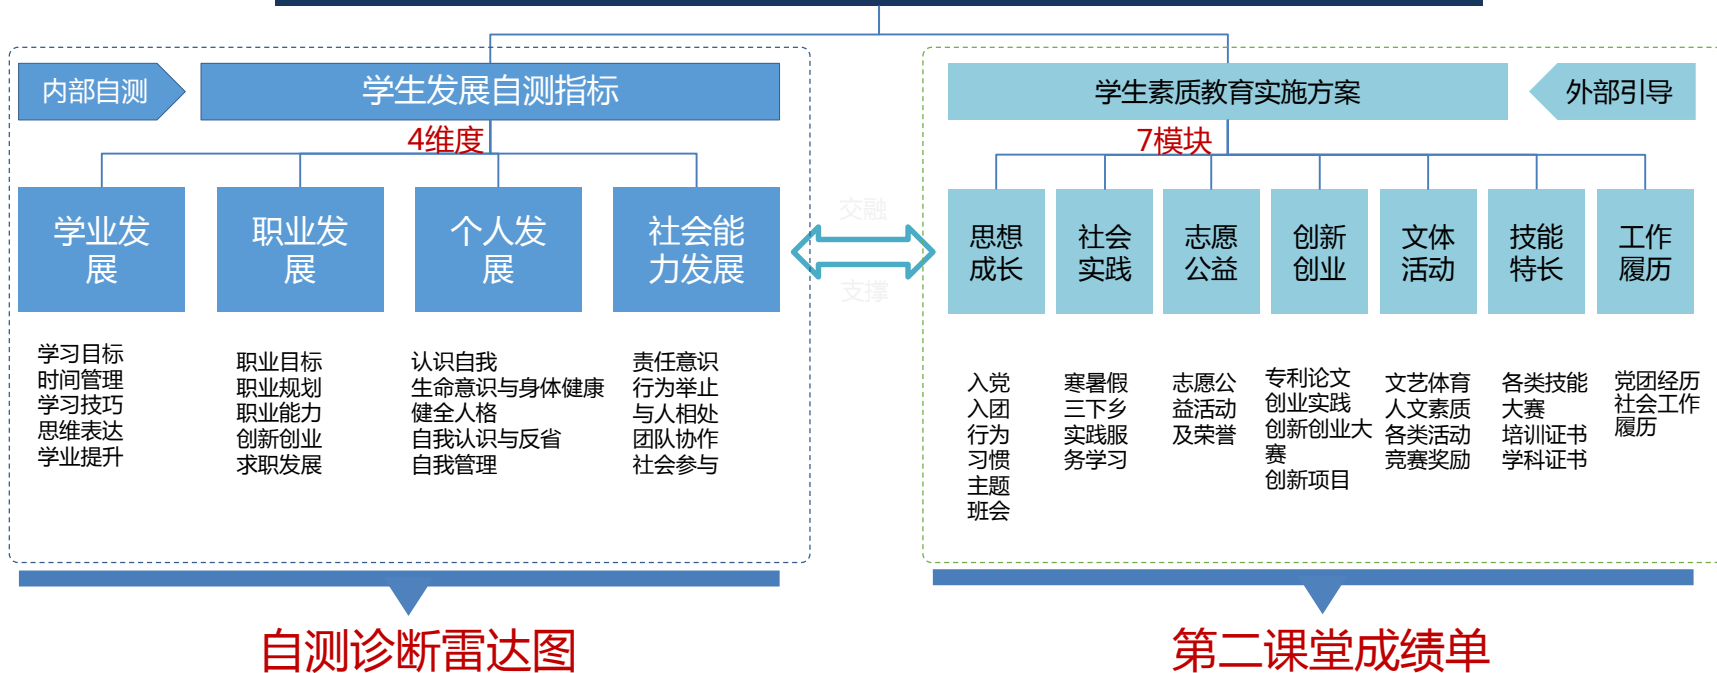 内部自测
学生发展自测指标
4维度
学业发
展
职业发
展
个人发
展
社会能
力发展
学习目标
时间管理
学习技巧
思维表达
学业提升
职业目标
职业规划
职业能力
创新创业
求职发展
认识自我
生命意识与身体健康
健全人格
自我认识与反省
自我管理
责任意识
行为举止
与人相处
团队协作
社会参与
自测诊断雷达图
交融
支撑
学生素质教育实施方案
外部引导
7模块
思想
成长
社会
实践
志愿
公益
创新
创业
文体
活动
技能
特长
工作
履历
入党
入团
行为
习惯
主题
班会
寒暑假
三下乡
实践服
务学习
志愿公
益活动
及荣誉
专利论文
创业实践
创新创业大
赛
创新项目
文艺体育
人文素质
各类活动
竞赛奖励
各类技能
大赛
培训证书
学科证书
党团经历
社会工作
履历
第二课堂成绩单